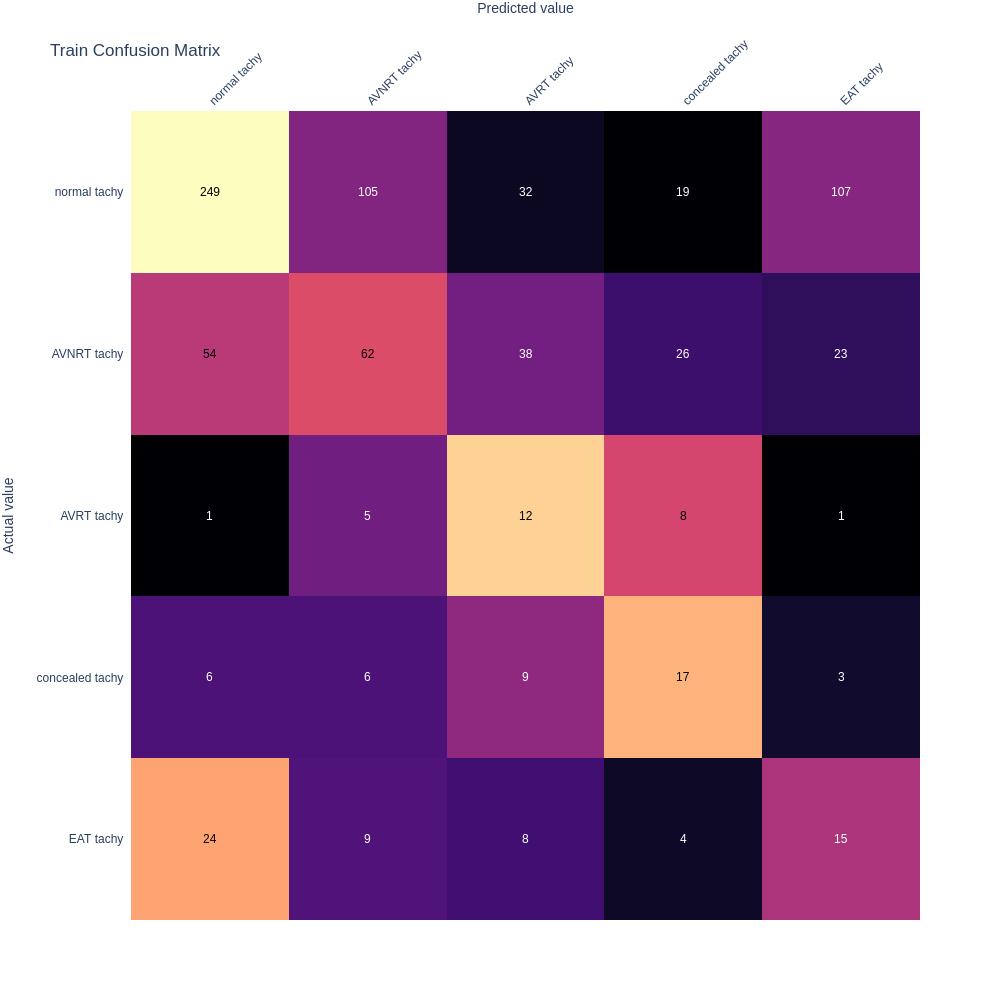 Predicted value
Train Confusion Matrix
normal tachy AVNRT tachy AVRT tachy concealed tachy EAT tachy
normal tachy 249 105 32 19 107
AVNRT tachy 54 62 38 26 23
Actual value
AVRT tachy 1 5 12 8 1
concealed tachy 6 6 9 17 3
EAT tachy 24 9 8 4 15